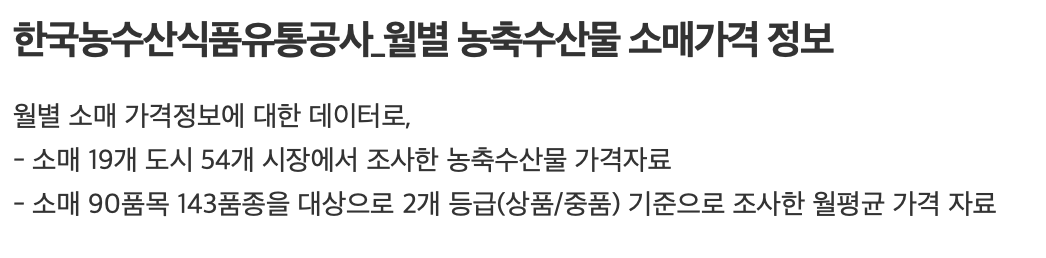 한국농수산식품유통공사_월별 농축수산물 소매가격 정보
월별 소매 가격정보에 대한 데이터로,
- 소매 19개 도시 54개 시장에서 조사한 농축수산물 가격자료
- 소매 90품목 143품종을 대상으로 2개 등급(상품/중품) 기준으로 조사한 월평균 가격 자료